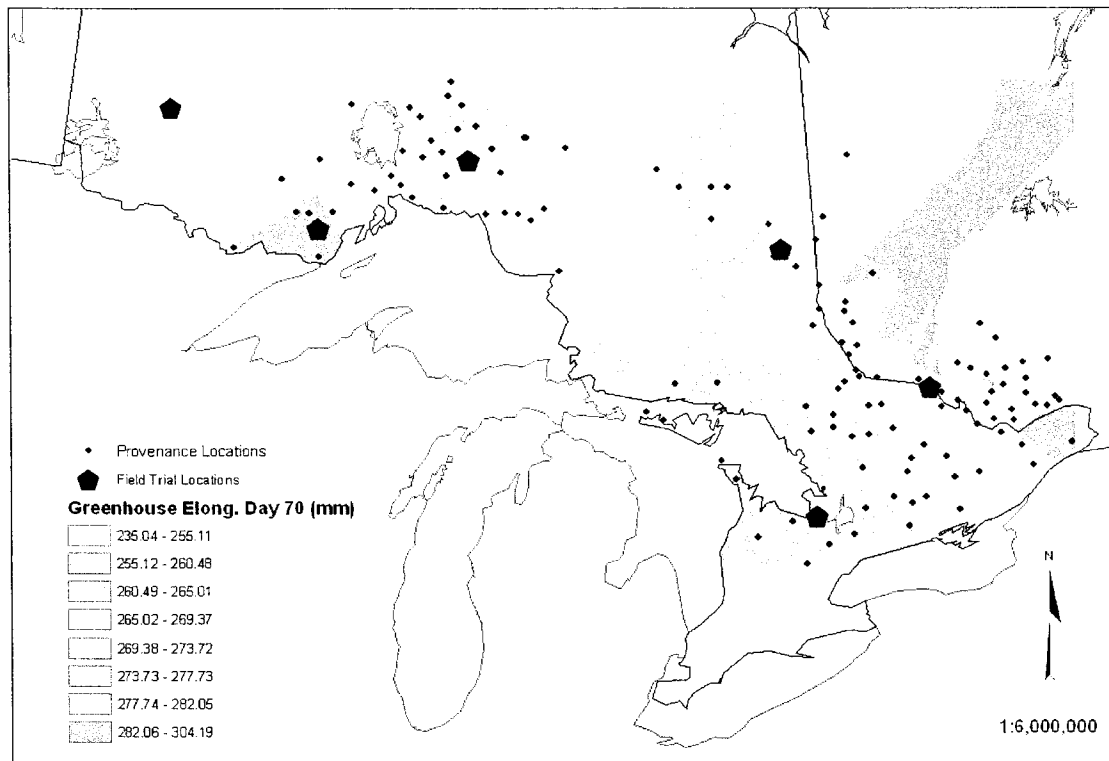 Provenance Locations
Field Trial Locations
Greenhouse Elong. Day 70 (mm)
235.04 - 255.11
255.12 - 260.48
260.49 - 265.01
265.02 - 269.37
269.38 - 273.72
273.73 - 277.73
277.74 - 282.05
282.06 - 304.19
N
1:6,000,000